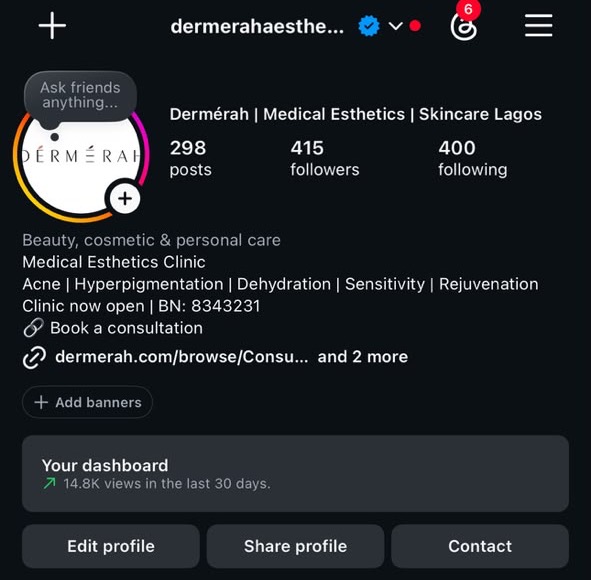 dermerahaesthe...
6
Ask friends
anything...
DÉRMÉRAH
Dermérah | Medical Esthetics | Skincare Lagos
298 415 400
posts followers following
Beauty, cosmetic & personal care
Medical Esthetics Clinic
Acne | Hyperpigmentation | Dehydration | Sensitivity | Rejuvenation
Clinic now open | BN: 8343231
Book a consultation
dermerah.com/browse/Consu... and 2 more
Add banners
Your dashboard
14.8K views in the last 30 days.
Edit profile Share profile Contact